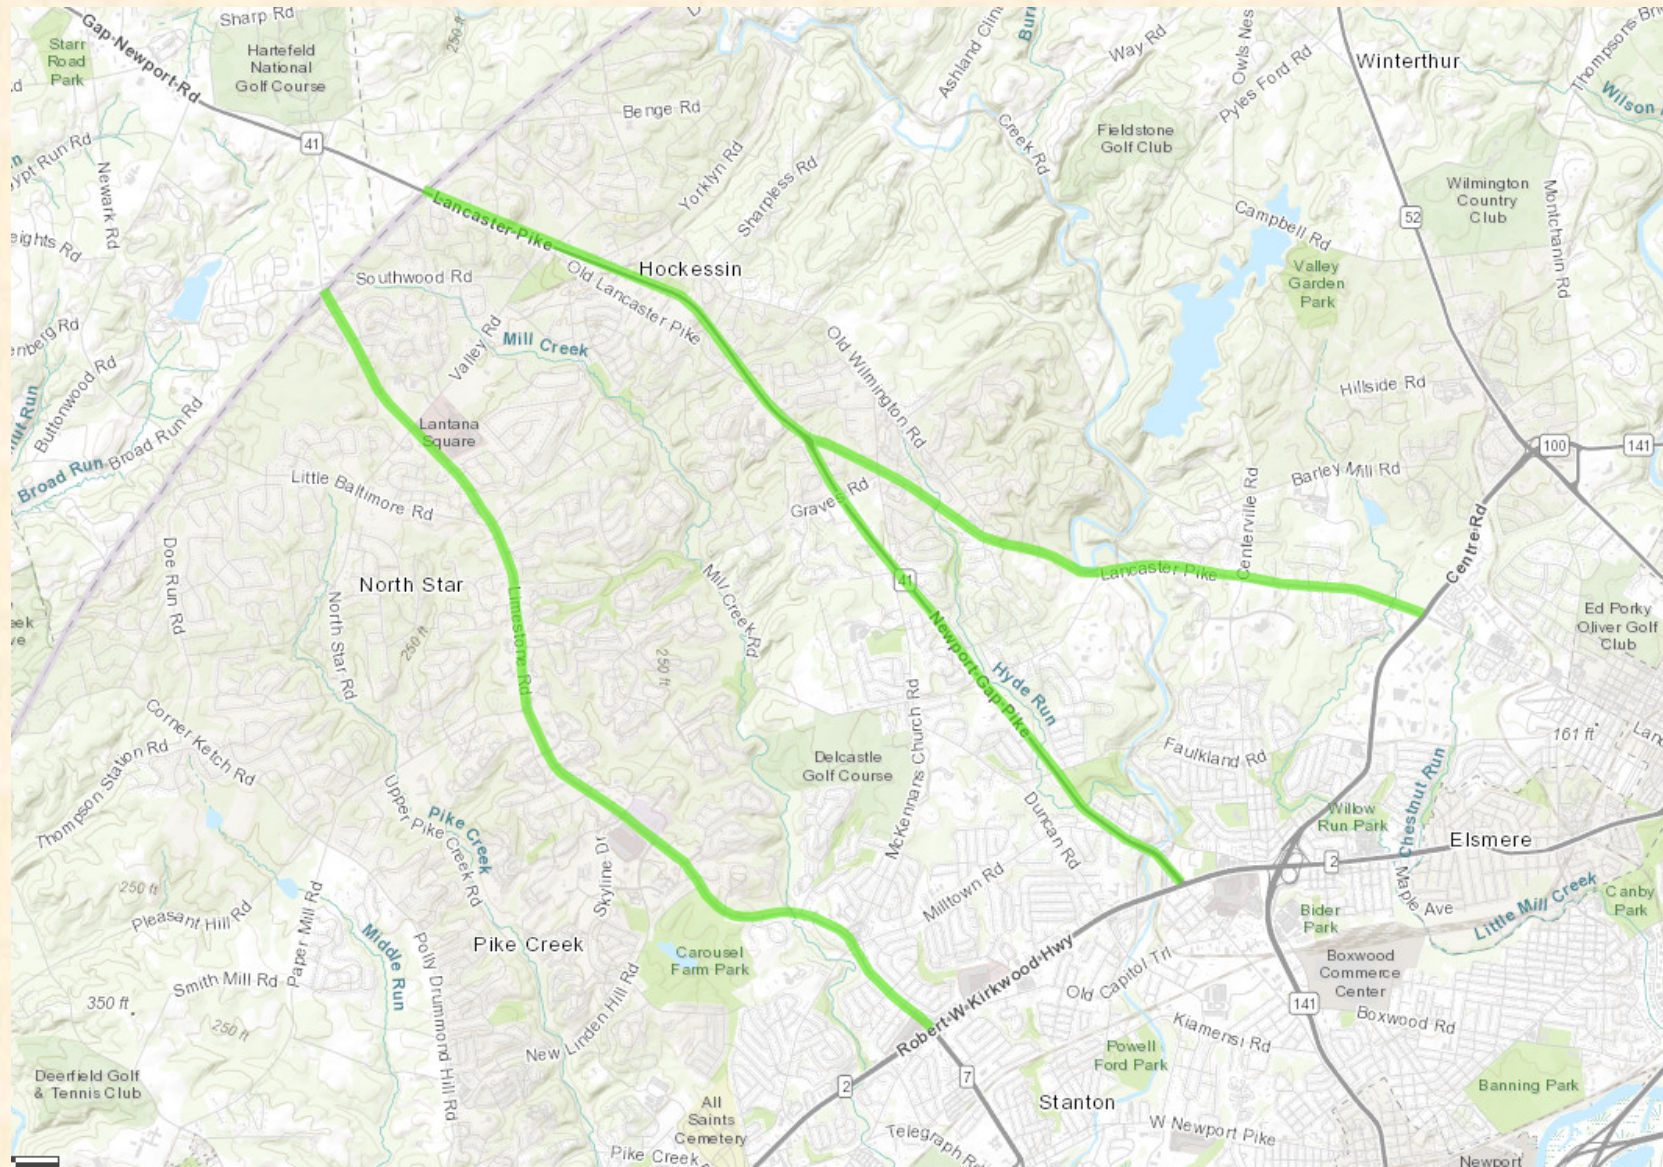 Sharp Rd
Gap-Newport-Rd
Starr
Road
Park
Hartefeld
National
Golf Course
250 ft
Benge Rd
Ashland Clin
Way Rd
Owls Nes
Pyles Ford Rd
Winterthur
Wilson
41
Newark Rd
Yorklyn Rd
Sharpless Rd
Creek Rd
Fieldstone
Golf Club
Wilmington
Country
Club
Montchanin Rd
52
Lancaster-Pike
Campbell Rd
Valley
Garden
Park
Southwood Rd
Old Lancaster Pike
Hockessin
Valley Rd
Mill Creek
Old Wilmington Rd
Hillside Rd
Buttonwood Rd
Broad Run
Broad Run Rd
Lantana
Square
Little Baltimore Rd
Graves Rd
Barley Mill Rd
Centerville Rd
100
141
Centre-Rd
Doe Run Rd
North Star
North Star Rd
250 ft
Limestone Rd
Mill Creek Rd
250 ft
41
Lancaster Pike
Newport-Gap-Pike
Hyde Run
Ed Porky
Oliver Golf
Club
Corner Ketch Rd
Thompson Station Rd
Upper Pike Creek Rd
Pike Creek
Delcastle
Golf Course
McKennans Church Rd
Duncan Rd
Faulkland Rd
161 ft
Willow
Run Park
Chestnut Run
Elsmere
2
250 ft
Pleasant Hill Rd
Paper Mill Rd
Skyline Dr
Milltown Rd
Maple Ave
Little Mill Creek
Canby
Park
Bider
Park
Middle Run
Pike Creek
Polly Drummond Hill Rd
Carousel
Farm Park
Robert-W-Kirkwood-Hwy
Old Capitol Trl
Boxwood
Commerce
Center
Smith Mill Rd
350 ft
250 ft
New Linden Hill Rd
141
Boxwood Rd
Kiamensi Rd
Powell
Ford Park
Deerfield Golf
& Tennis Club
2
7
Stanton
Banning Park
All
Saints
Cemetery
Telegraph Rd
W Newport Pike
Pike Creek
Newport